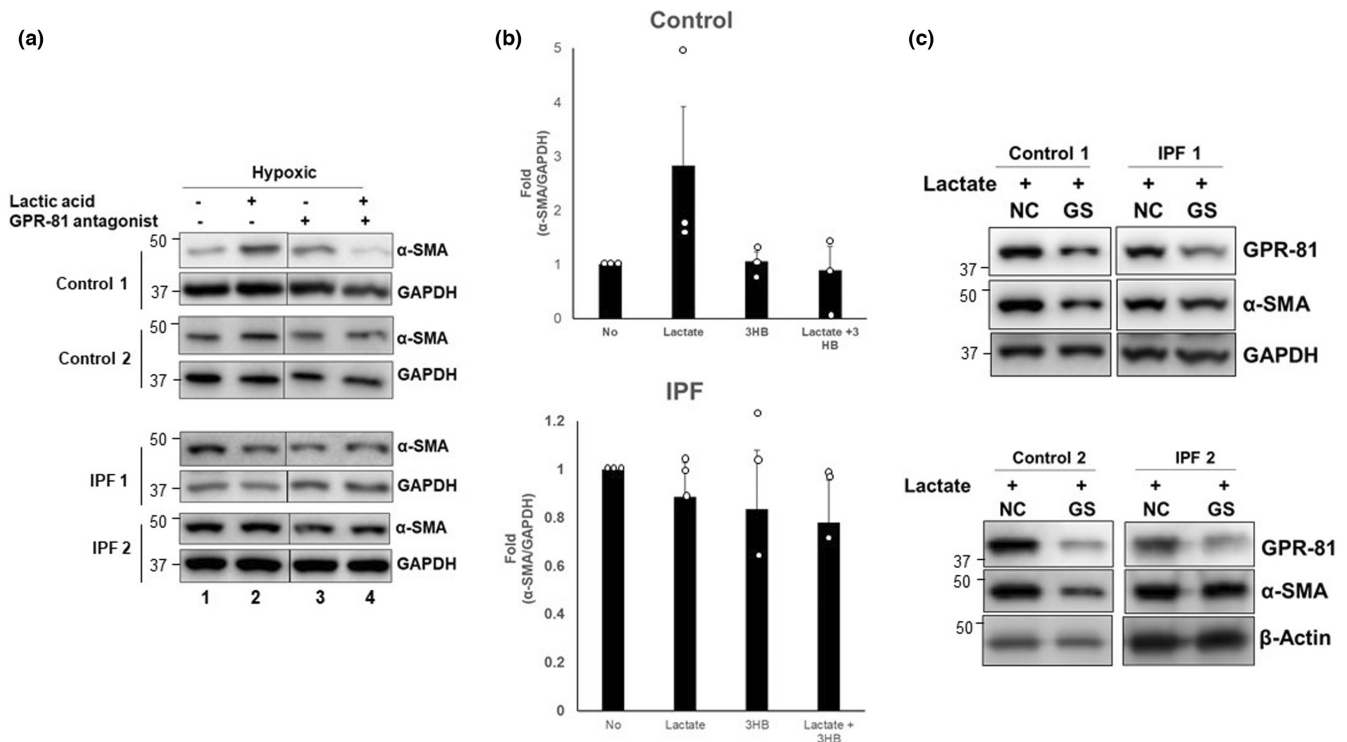 (a)
Hypoxic
Lactic acid - + - +
GPR-81 antagonist - - + +
Control 1
50
α-SMA
37
GAPDH
Control 2
α-SMA
37
GAPDH
IPF 1
50
α-SMA
37
GAPDH
IPF 2
50
α-SMA
37
GAPDH
1 2 3 4
(b)
Control
Fold
(α-SMA/GAPDH)
5
4
3
2
1
0
No Lactate 3HB Lactate +3
HB
IPF
Fold
(α-SMA/GAPDH)
1.2
1
0.8
0.6
0.4
0.2
0
No Lactate 3HB Lactate +
3HB
(c)
Control 1 IPF 1
Lactate + + + +
NC GS NC GS
37
GPR-81
50
α-SMA
37
GAPDH
Control 2 IPF 2
Lactate + + + +
NC GS NC GS
37
GPR-81
50
α-SMA
50
β-Actin